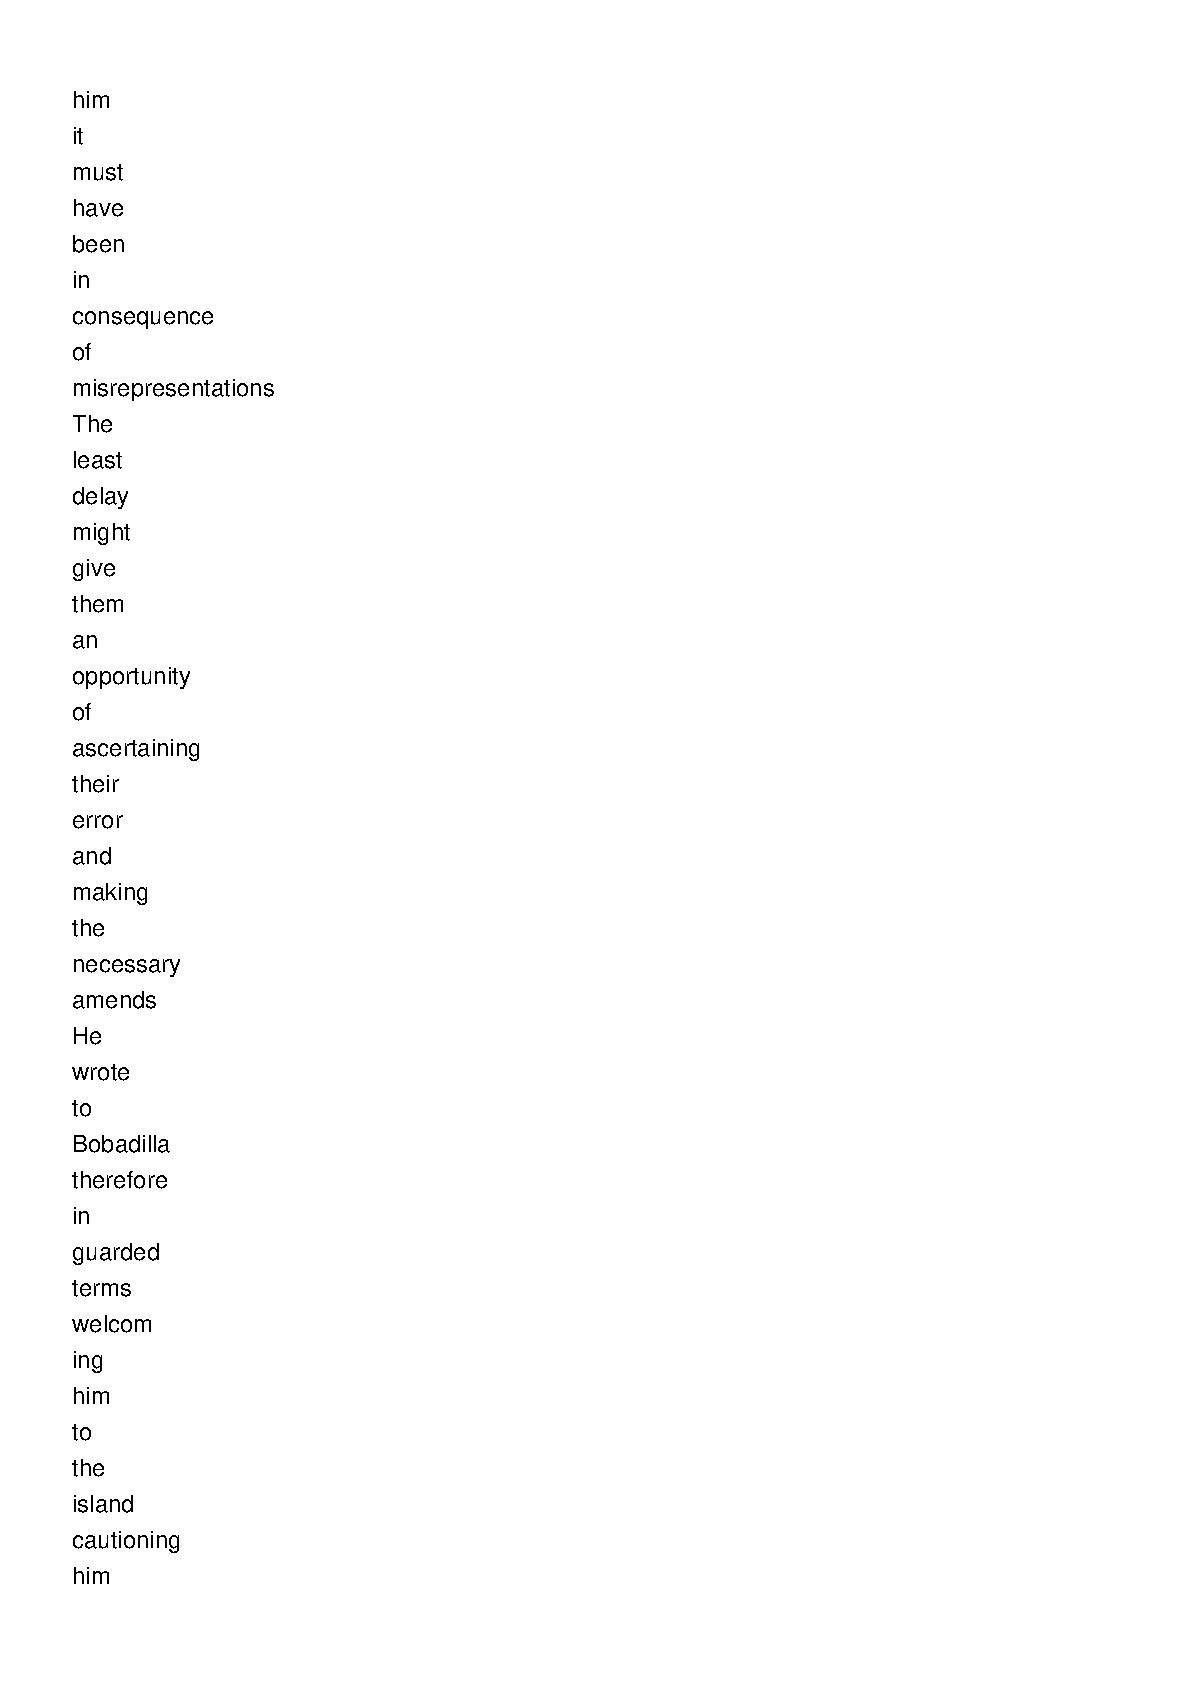 him
it
must
have
been
in
consequence
of
misrepresentations
The
least
delay
might
give
them
an
opportunity
of
ascertaining
their
error
and
making
the
necessary
amends
He
wrote
to
Bobadilla
therefore
in
guarded
terms
welcom
ing
him
to
the
island
cautioning
him